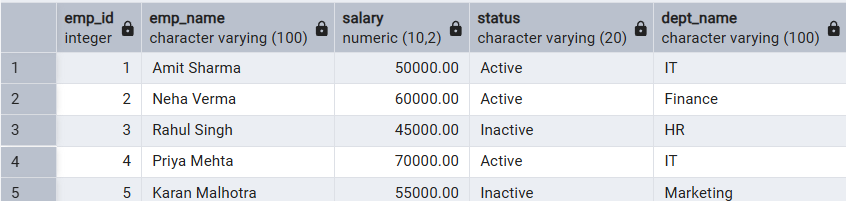 emp_id emp_name salary status dept_name
integer character varying (100) numeric (10,2) character varying (20) character varying (100)
1 1 Amit Sharma 50000.00 Active IT
2 2 Neha Verma 60000.00 Active Finance
3 3 Rahul Singh 45000.00 Inactive HR
4 4 Priya Mehta 70000.00 Active IT
5 5 Karan Malhotra 55000.00 Inactive Marketing